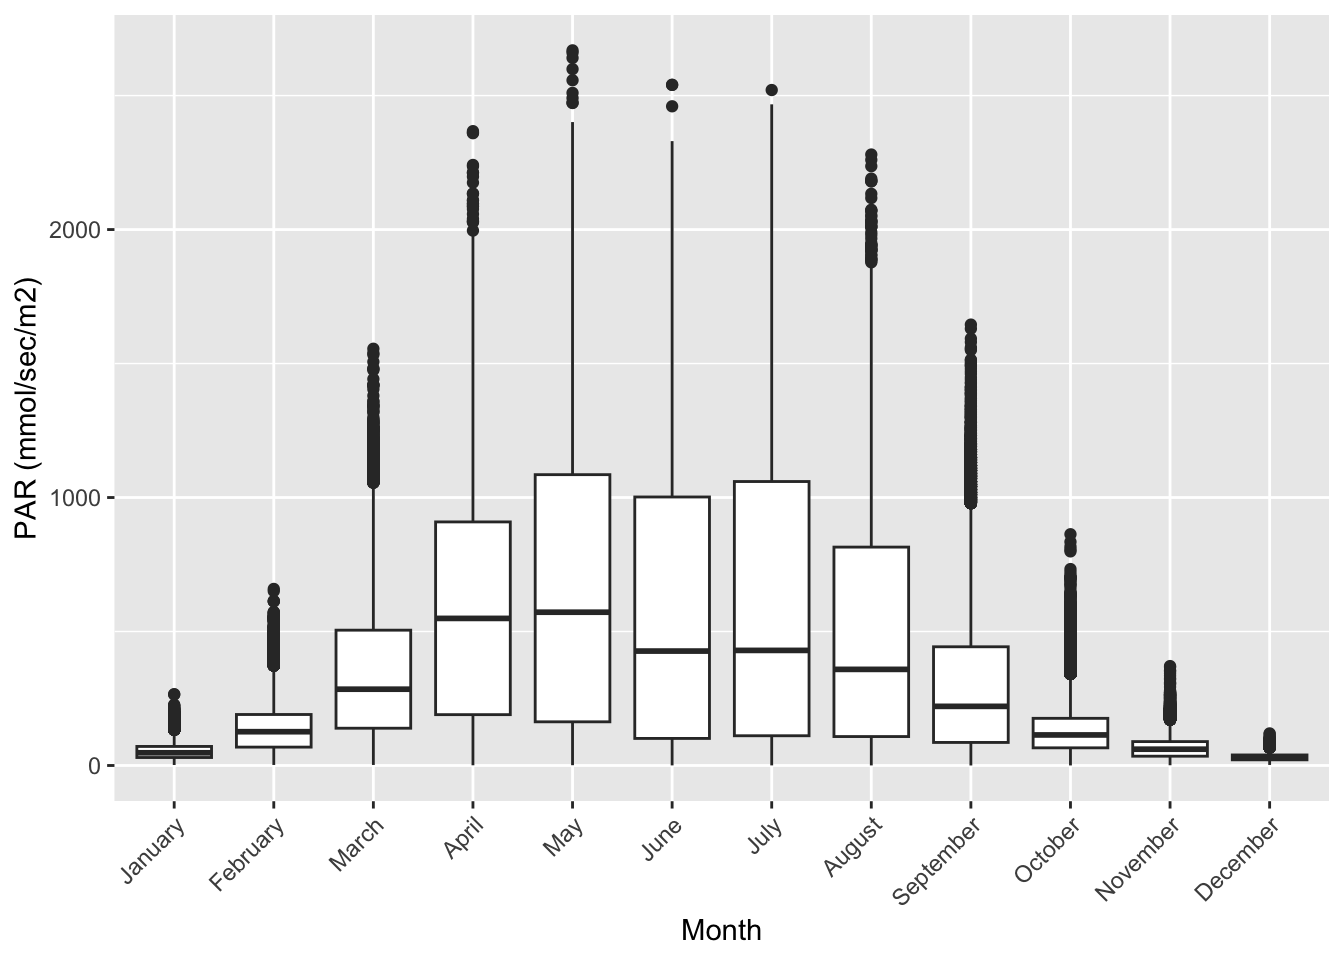 2000
1000
0
PAR (mmol/sec/m2)
January
February
March
April
May
June
July
August
September
October
November
December
Month